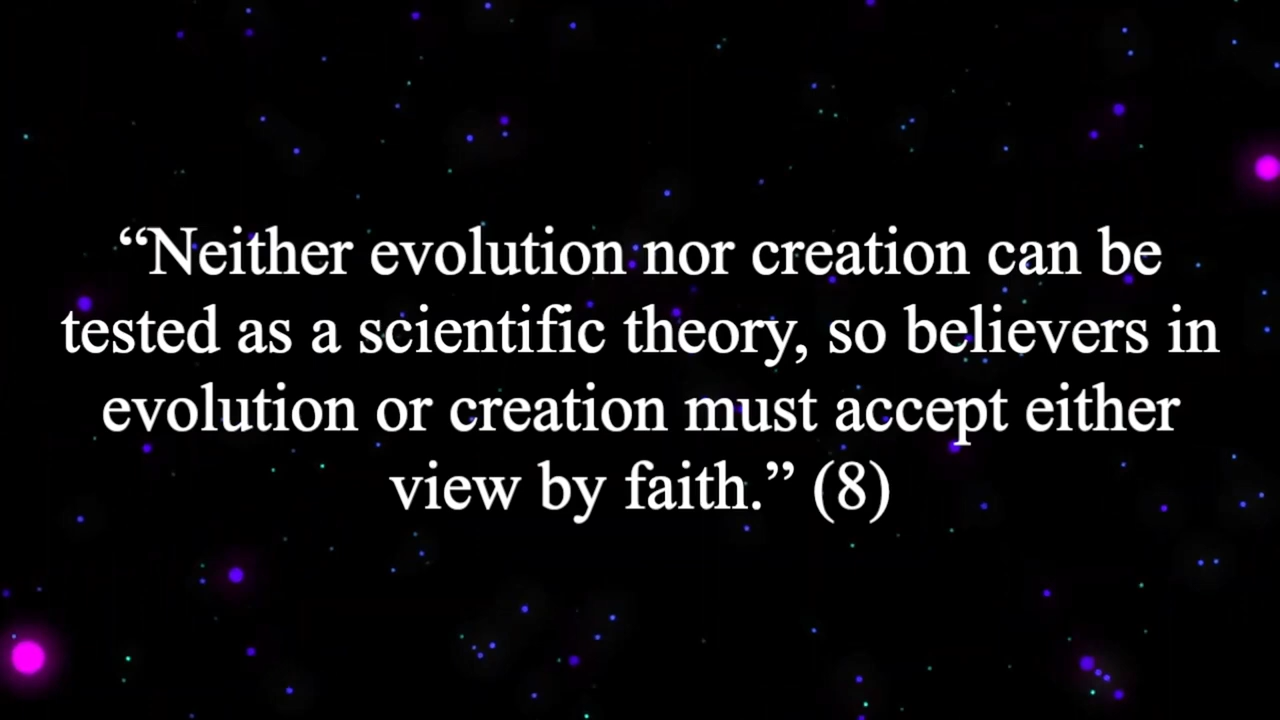 “Neither evolution nor creation can be
tested as a scientific theory, so believers in
evolution or creation must accept either
view by faith.” (8)